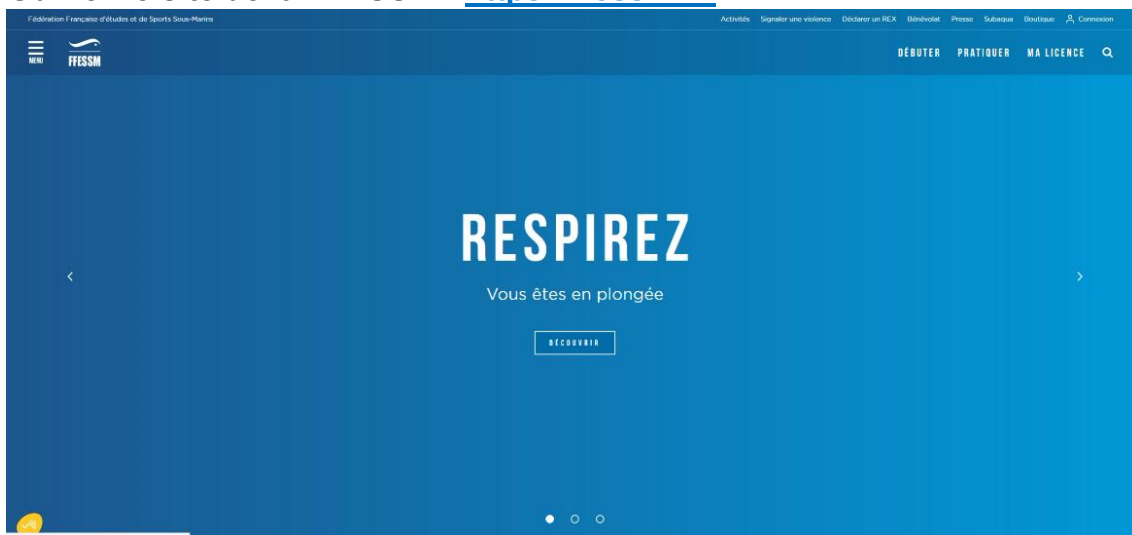 Fédération Française d'études et de Sports Sous-Marins
Activités Signaler une violence Déclarer un REX Bénévolat Presse Subaqua Boutique Connexion
MENU FFESSM DÉBUTER PRATIQUER MA LICENCE
RESPIREZ
Vous êtes en plongée
DÉCOUVRIR